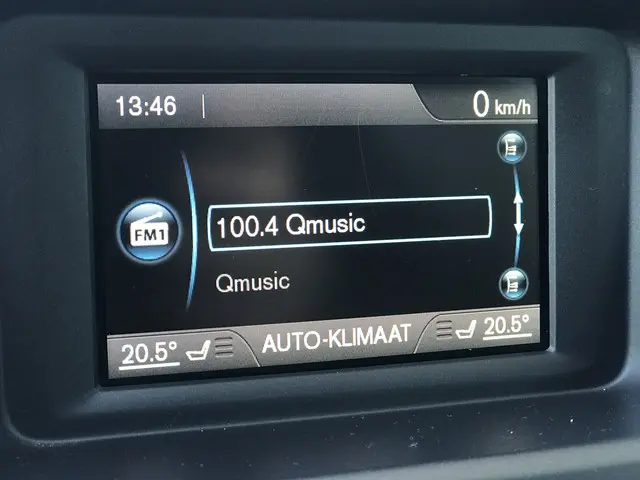 13:46
0 km/h
FM1
100.4 Qmusic
Qmusic
20.5°
AUTO-KLIMAAT
20.5°